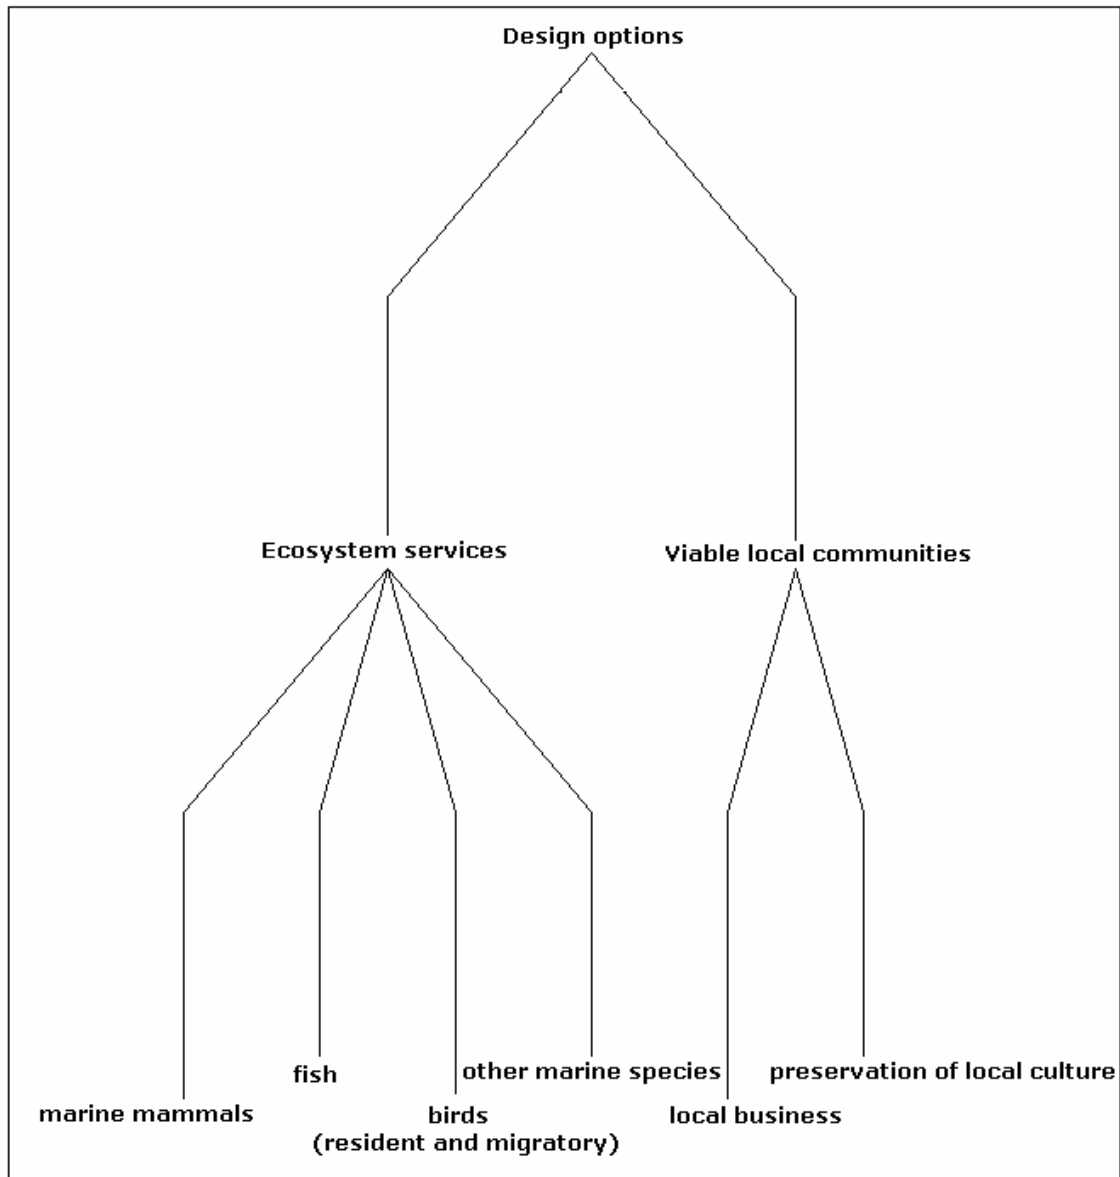 Design options
Ecosystem services
Viable local communities
fish
other marine species
preservation of local culture
marine mammals
birds
(resident and migratory)
local business